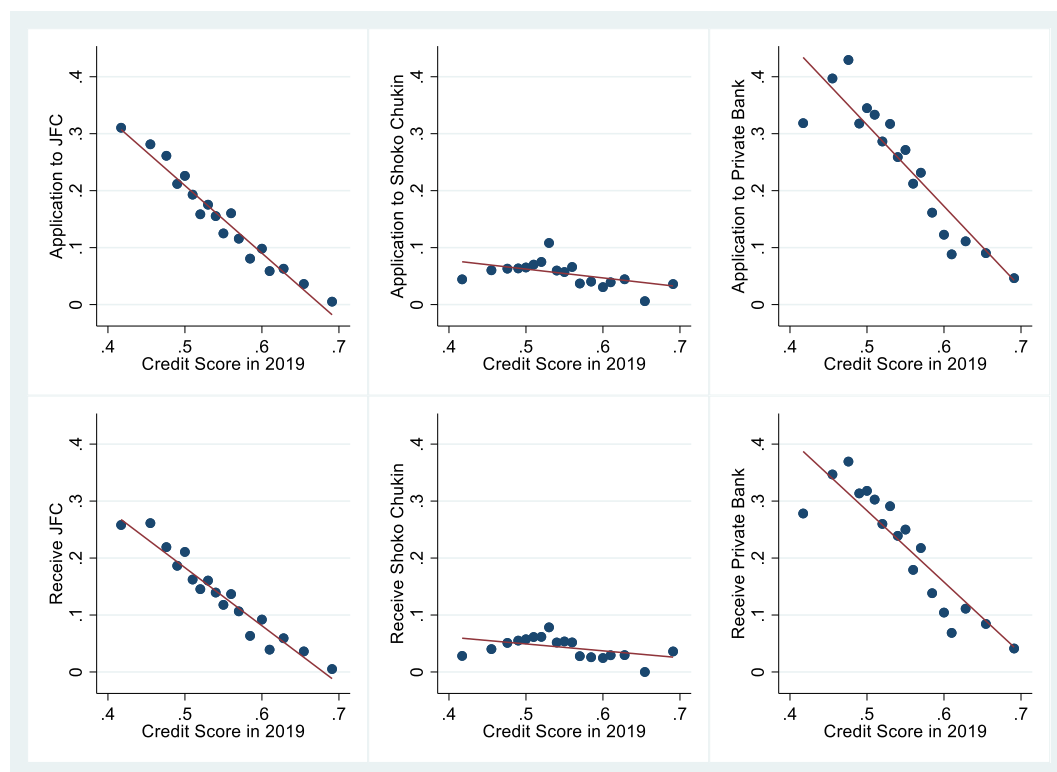 Application to JFC
.4
.3
.2
.1
0
.4 .5 .6 .7
Credit Score in 2019
Application to Shoko Chukin
.4
.3
.2
.1
0
.4 .5 .6 .7
Credit Score in 2019
Application to Private Bank
.4
.3
.2
.1
0
.4 .5 .6 .7
Credit Score in 2019
Receive JFC
.4
.3
.2
.1
0
.4 .5 .6 .7
Credit Score in 2019
Receive Shoko Chukin
.4
.3
.2
.1
0
.4 .5 .6 .7
Credit Score in 2019
Receive Private Bank
.4
.3
.2
.1
0
.4 .5 .6 .7
Credit Score in 2019